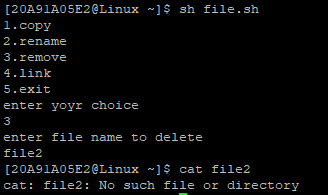 [20A91A05E2@Linux ~]$ sh file.sh
1.copy
2.rename
3.remove
4.link
5.exit
enter yoyr choice
3
enter file name to delete
file2
[20A91A05E2@Linux ~]$ cat file2
cat: file2: No such file or directory